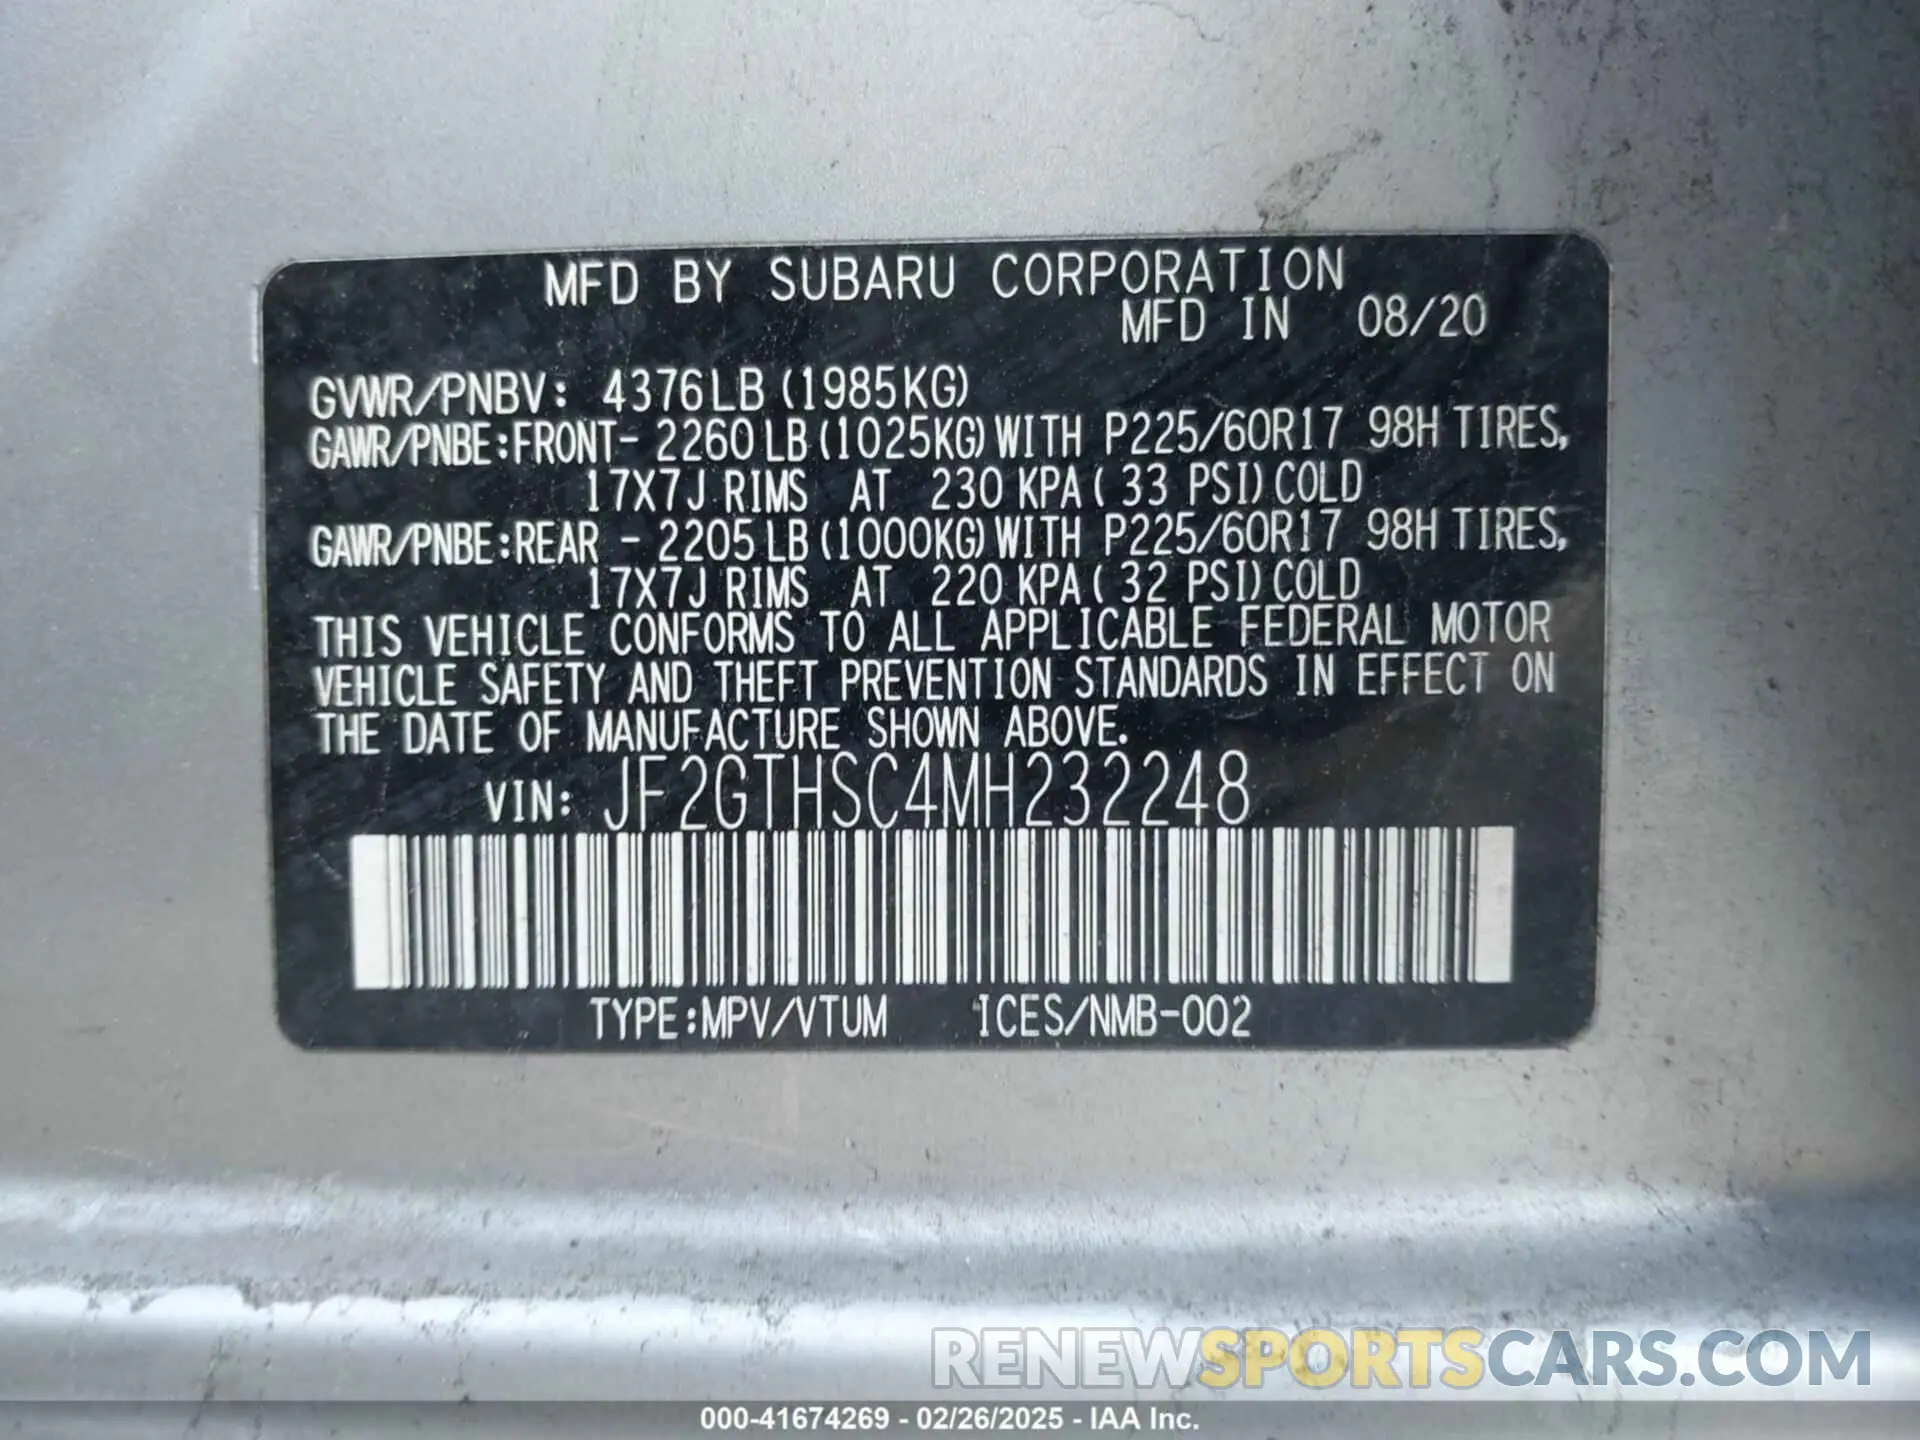 MFD BY SUBARU CORPORATION
MFD IN 08/20
GVWR/PNBV: 4376LB (1985KG)
GAWR/PNBE:FRONT- 2260 LB (1025KG) WITH P225/60R17 98H TIRES,
17X7J RIMS AT 230 KPA ( 33 PSI) COLD
GAWR/PNBE:REAR - 2205 LB (1000KG) WITH P225/60R17 98H TIRES,
17X7J RIMS AT 220 KPA ( 32 PSI) COLD
THIS VEHICLE CONFORMS TO ALL APPLICABLE FEDERAL MOTOR
VEHICLE SAFETY AND THEFT PREVENTION STANDARDS IN EFFECT ON
THE DATE OF MANUFACTURE SHOWN ABOVE.
VIN: JF2GTHSC4MH232248
TYPE:MPV/VTUM ICES/NMB-002
RENEWSPORTSCARS.COM
000-41674269 - 02/26/2025 - IAA Inc.